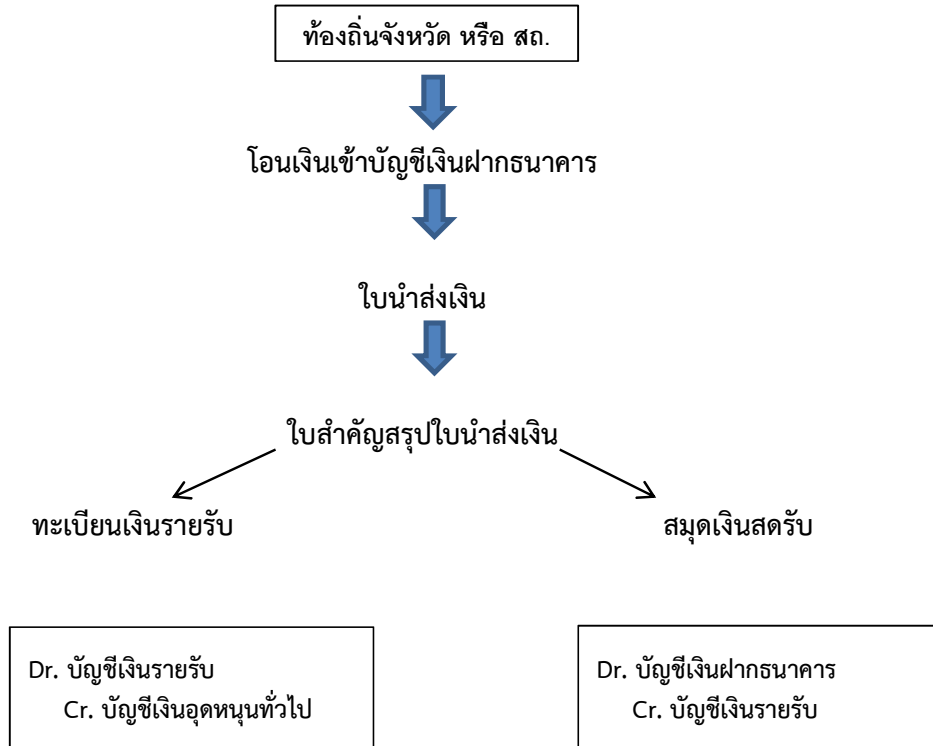 ท้องถิ่นจังหวัด หรือ สถ.
โอนเงินเข้าบัญชีเงินฝากธนาคาร
ใบนำส่งเงิน
ใบสำคัญสรุปใบนำส่งเงิน
ทะเบียนเงินรายรับ
สมุดเงินสดรับ
Dr. บัญชีเงินรายรับ
Cr. บัญชีเงินอุดหนุนทั่วไป
Dr. บัญชีเงินฝากธนาคาร
Cr. บัญชีเงินรายรับ